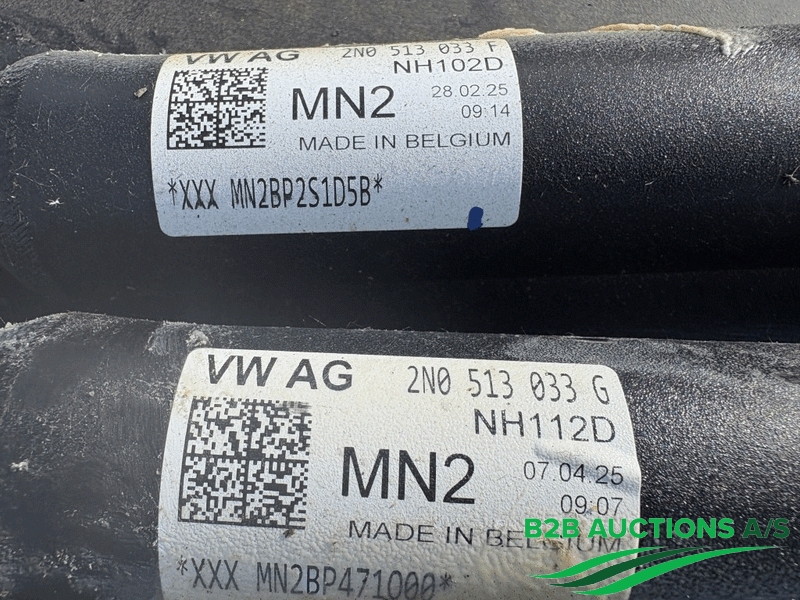 VW AG 2N0 513 033 F
NH102D
MN2 28.02.25
09:14
MADE IN BELGIUM
*XXX MN2BP2S1D5B*
VW AG 2N0 513 033 G
NH112D
MN2 07.04.25
09:07
MADE IN BELGIUM
*XXX MN2BP471000*
B2B AUCTIONS A/S